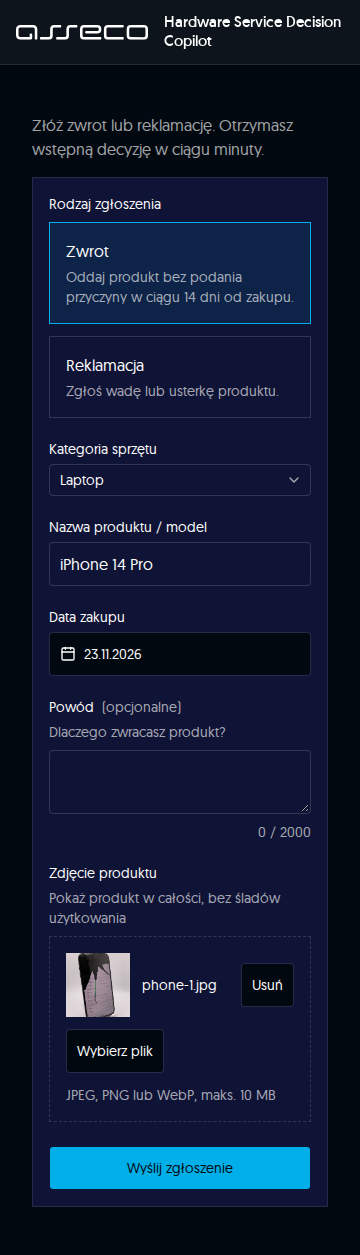 asseco
Hardware Service Decision
Copilot
Złóż zwrot lub reklamację. Otrzymasz
wstępną decyzję w ciągu minuty.
Rodzaj zgłoszenia
Zwrot
Oddaj produkt bez podania
przyczyny w ciągu 14 dni od zakupu.
Reklamacja
Zgłoś wadę lub usterkę produktu.
Kategoria sprzętu
Laptop
Nazwa produktu / model
iPhone 14 Pro
Data zakupu
23.11.2026
Powód (opcjonalne)
Dlaczego zwracasz produkt?
0 / 2000
Zdjęcie produktu
Pokaż produkt w całości, bez śladów
użytkowania
phone-1.jpg
Usuń
Wybierz plik
JPEG, PNG lub WebP, maks. 10 MB
Wyślij zgłoszenie